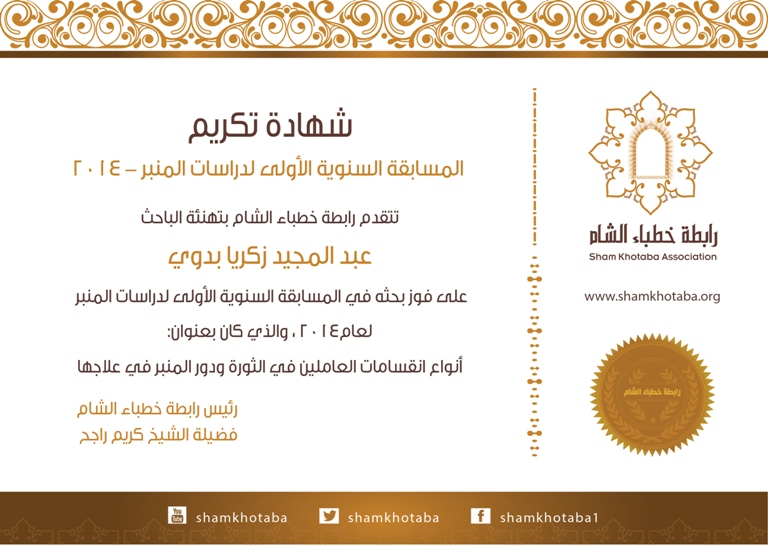 شهادة تكريم
المسابقة السنوية الأولى لدراسات المنبر – ٢٠١٤
تتقدم رابطة خطباء الشام بتهنئة الباحث
عبد المجيد زكريا بدوي
على فوز بحثه في المسابقة السنوية الأولى لدراسات المنبر
لعام٢٠١٤ ، والذي كان بعنوان:
أنواع انقسامات العاملين في الثورة ودور المنبر في علاجها
رئيس رابطة خطباء الشام
فضيلة الشيخ كريم راجح
رابطة خطباء الشام
Sham Khotaba Association
www.shamkhotaba.org
رابطة خطباء الشام
You Tube shamkhotaba shamkhotaba f shamkhotaba1